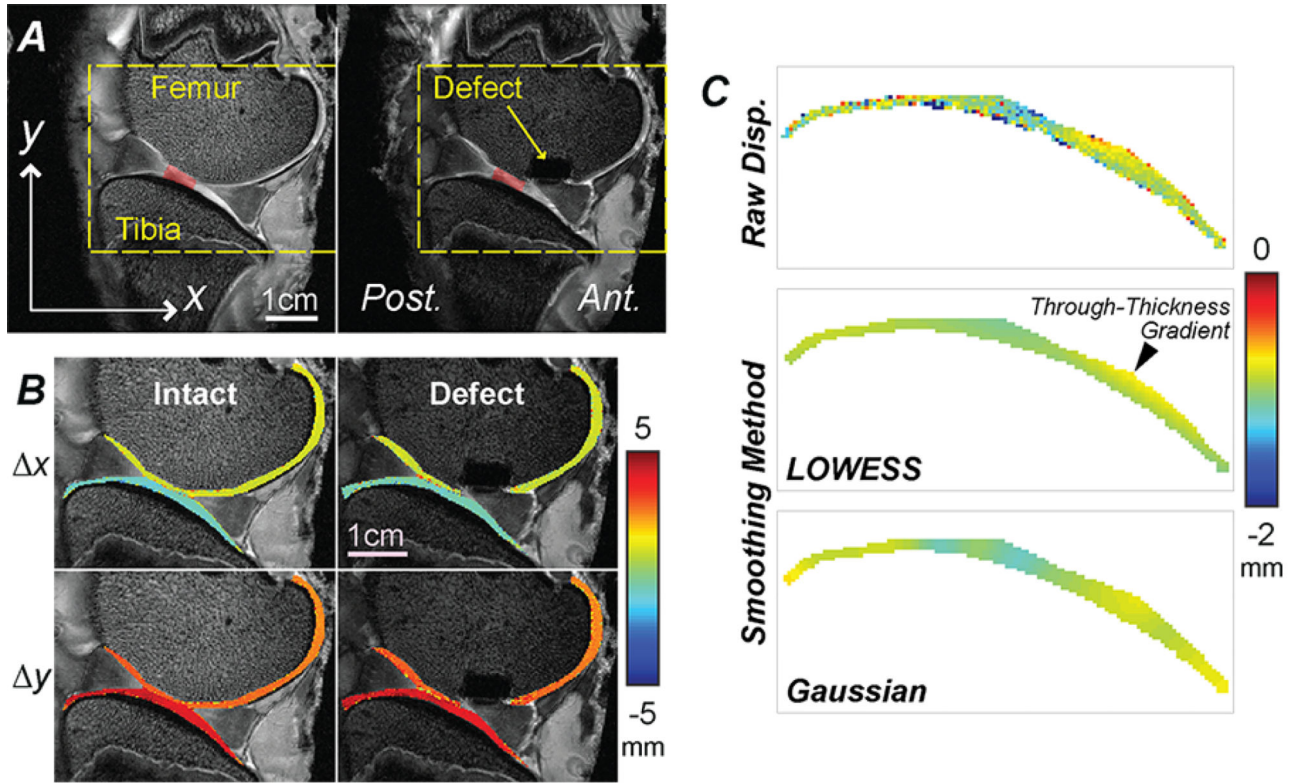 A
Femur
y
Tibia
x
1cm
Defect
Post.
Ant.
B
Intact
Defect
Δx
1cm
Δy
5
-5
mm
C
Raw Disp.
Smoothing Method
Through-Thickness
Gradient
LOWESS
Gaussian
0
-2
mm